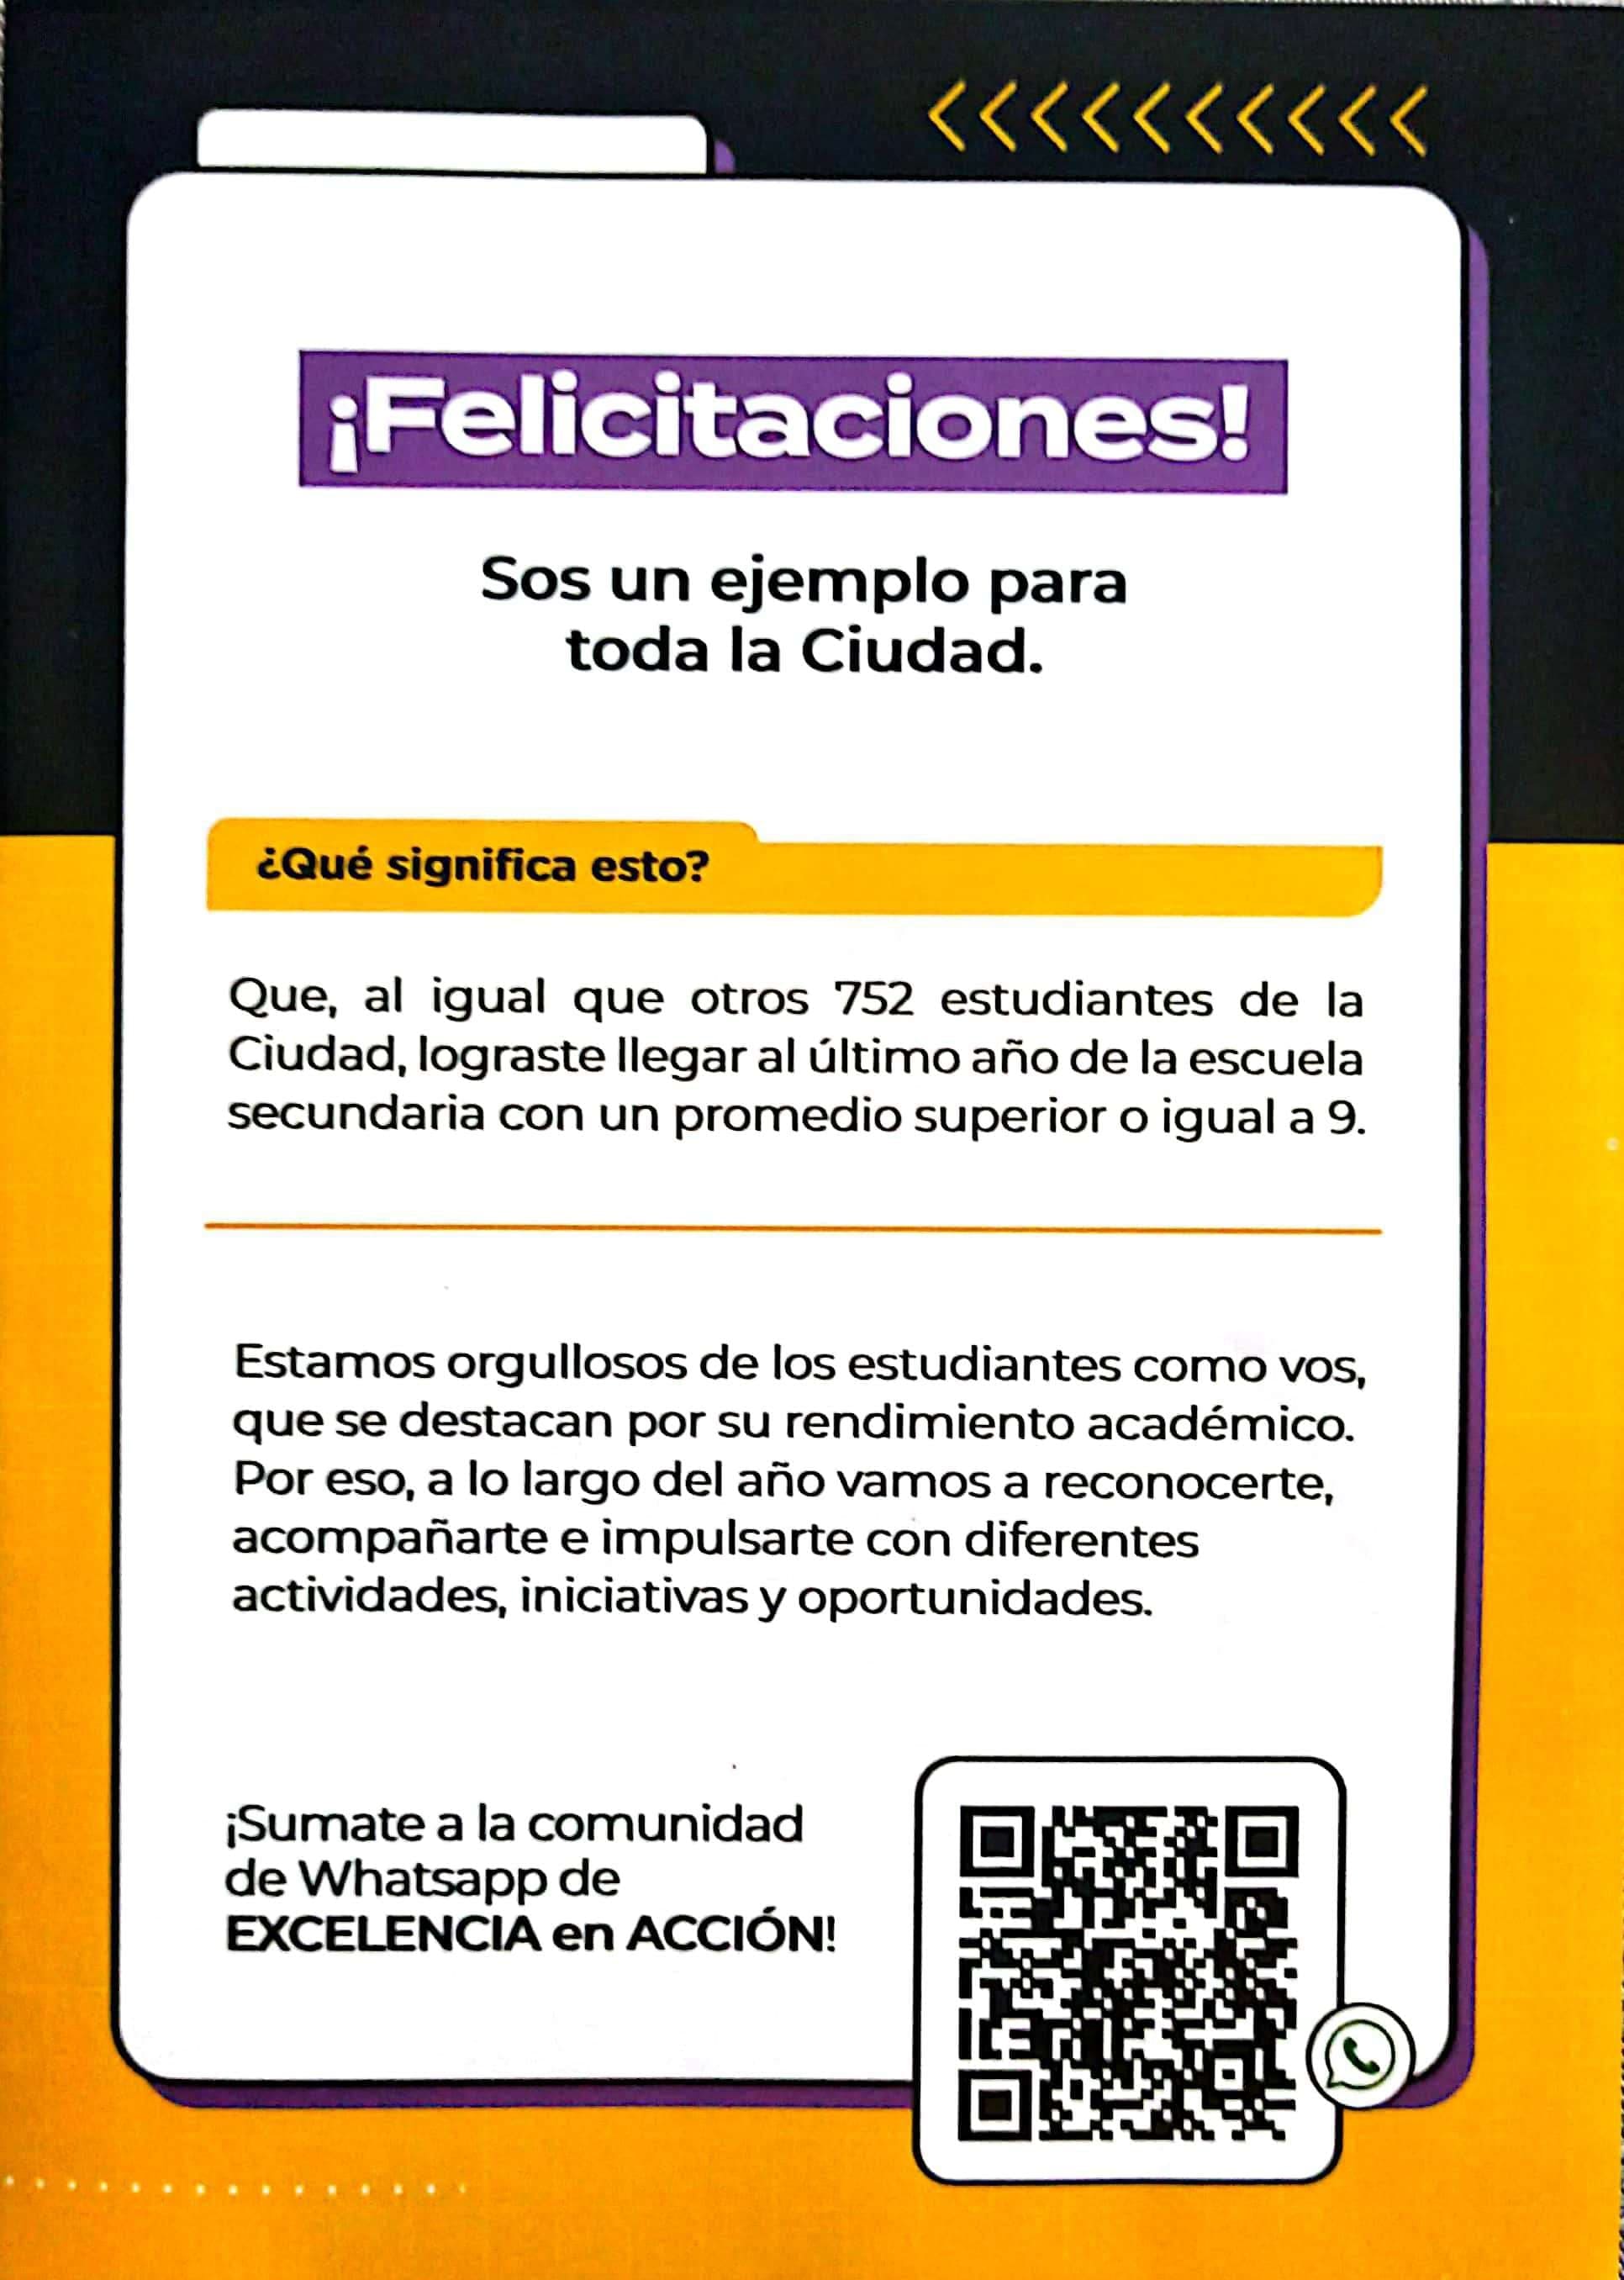 ¡Felicitaciones!
Sos un ejemplo para
toda la Ciudad.
¿Qué significa esto?
Que, al igual que otros 752 estudiantes de la
Ciudad, lograste llegar al último año de la escuela
secundaria con un promedio superior o igual a 9.
Estamos orgullosos de los estudiantes como vos,
que se destacan por su rendimiento académico.
Por eso, a lo largo del año vamos a reconocerte,
acompañarte e impulsarte con diferentes
actividades, iniciativas y oportunidades.
¡Sumate a la comunidad
de Whatsapp de
EXCELENCIA en ACCIÓN!